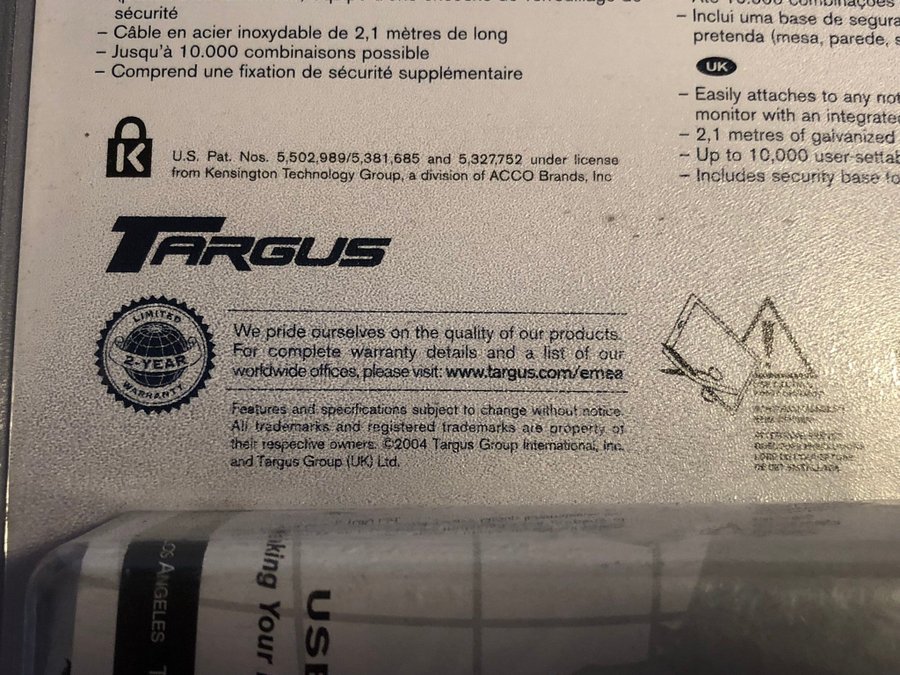 sécurité
– Câble en acier inoxydable de 2,1 mètres de long
– Jusqu'à 10.000 combinaisons possible
– Comprend une fixation de sécurité supplémentaire
– Inclui uma base de segura
pretenda (mesa, parede, s
UK
– Easily attaches to any not
monitor with an integrate
– 2,1 metres of galvanized
– Up to 10,000 user-settab
– Includes security base fo
K
U.S. Pat. Nos. 5,502,989/5,381,685 and 5,327,752 under license
from Kensington Technology Group, a division of ACCO Brands, Inc
TARGUS
LIMITED
2-YEAR
WARRANTY
We pride ourselves on the quality of our products.
For complete warranty details and a list of our
worldwide offices, please visit: www.targus.com/emea
Features and specifications subject to change without notice.
All trademarks and registered trademarks are property of
their respective owners. ©2004 Targus Group International, Inc.
and Targus Group (UK) Ltd.
OS ANGELES
king Your
USE